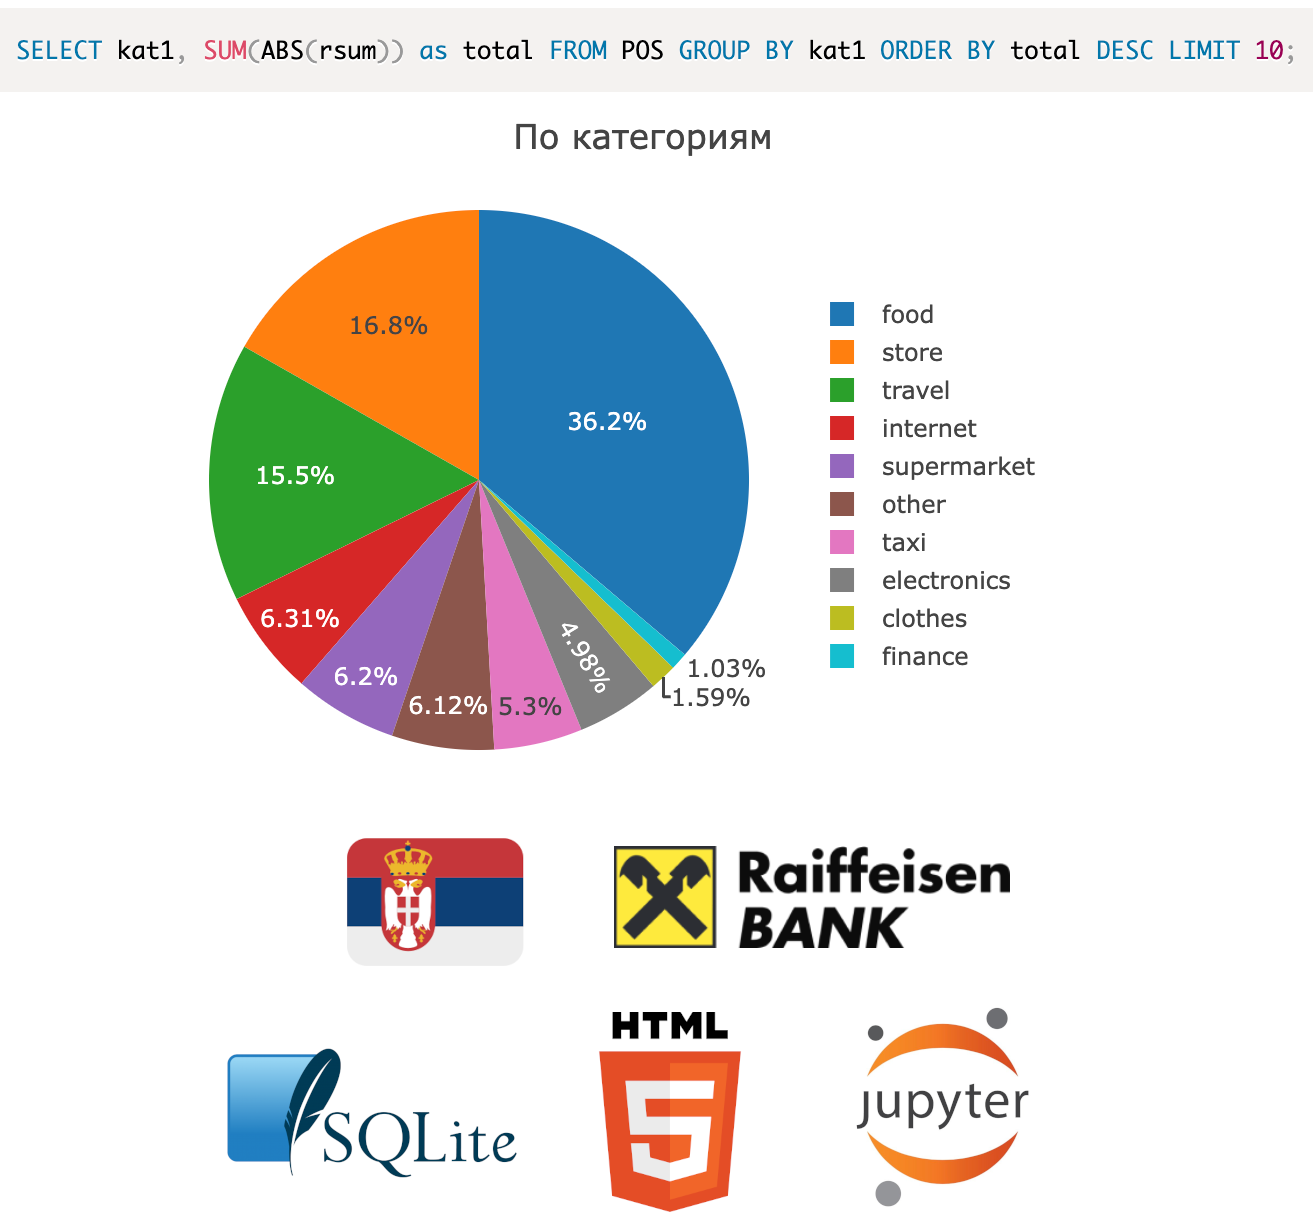 SELECT kat1, SUM(ABS(rsum)) as total FROM POS GROUP BY kat1 ORDER BY total DESC LIMIT 10;
По категориям
16.8%
36.2%
15.5%
6.31%
6.2%
6.12%
5.3%
4.98%
1.03%
1.59%
food
store
travel
internet
supermarket
other
taxi
electronics
clothes
finance
Raiffeisen
BANK
SQLite
HTML
5
jupyter